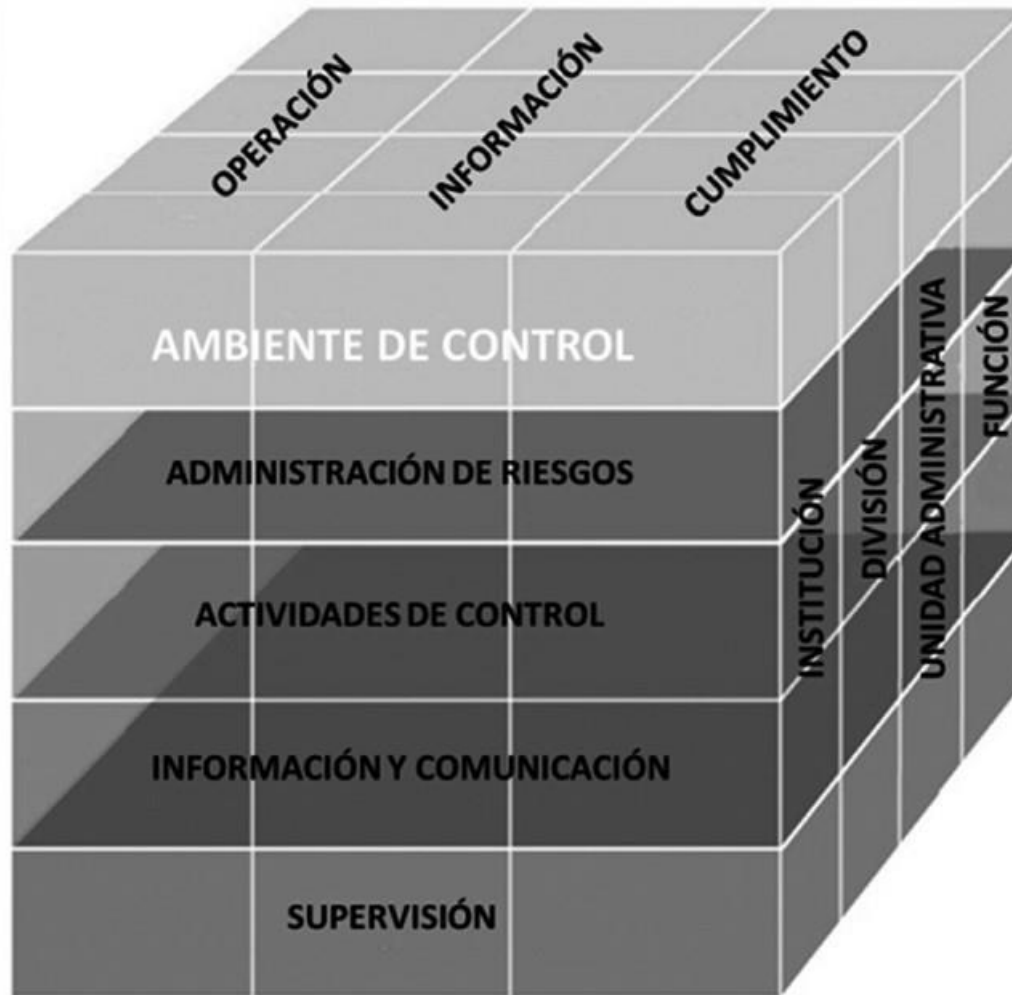 OPERACIÓN
INFORMACIÓN
CUMPLIMIENTO
AMBIENTE DE CONTROL
ADMINISTRACIÓN DE RIESGOS
ACTIVIDADES DE CONTROL
INFORMACIÓN Y COMUNICACIÓN
SUPERVISIÓN
INSTITUCIÓN
DIVISIÓN
UNIDAD ADMINISTRATIVA
FUNCIÓN